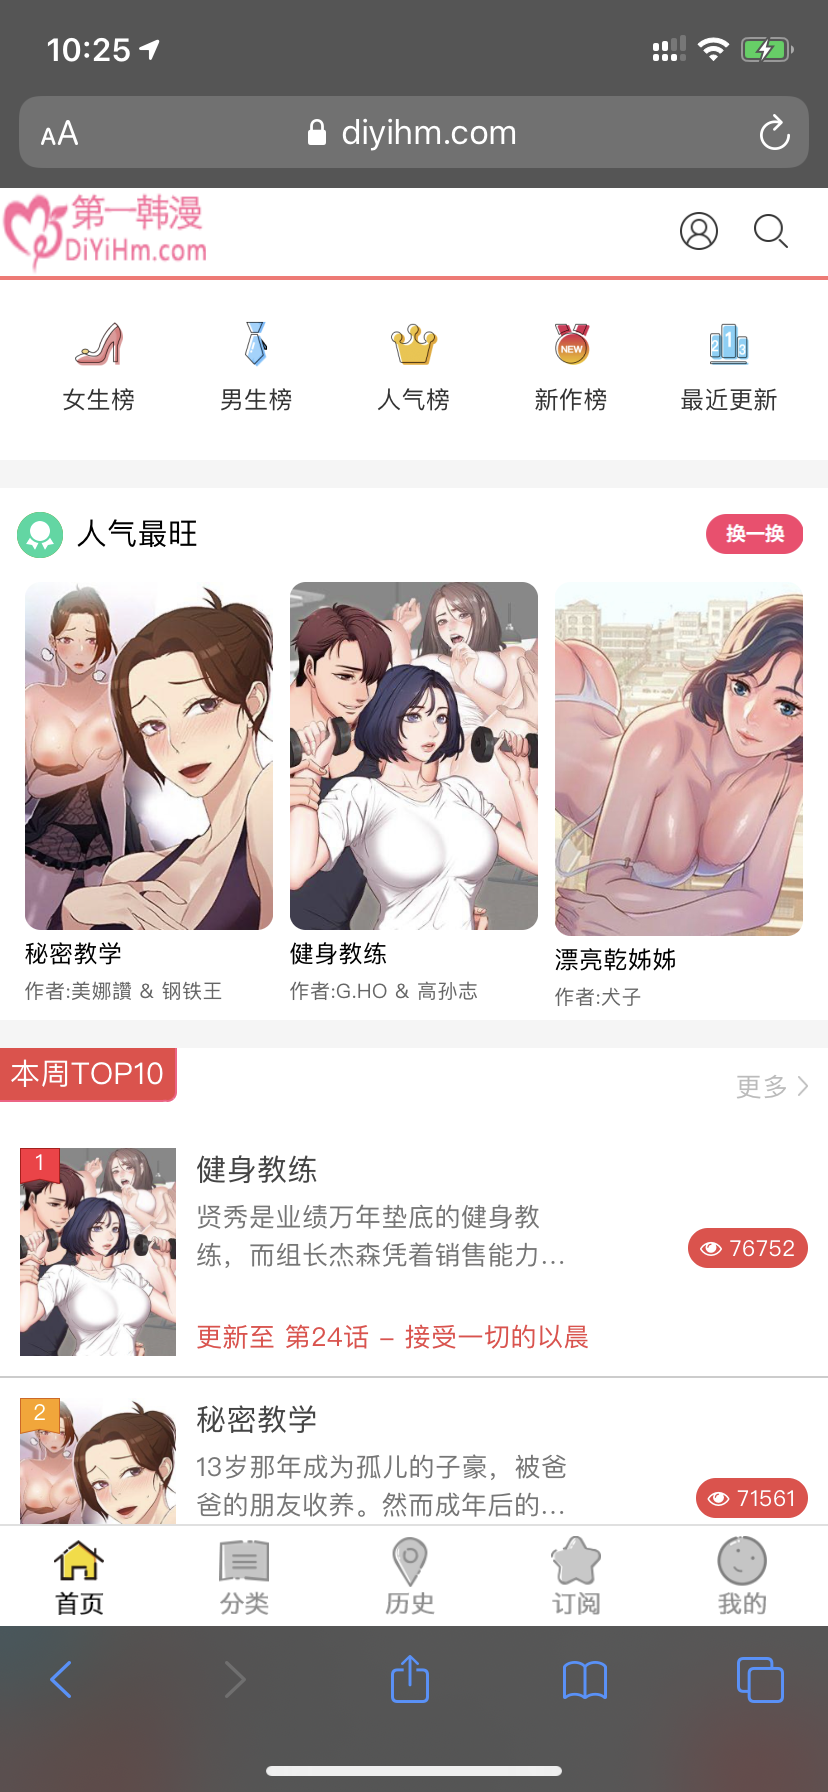 10:25
AA diyihm.com
第一韩漫
DiYiHm.com
女生榜 男生榜 人气榜 NEW 新作榜 2 1 3 最近更新
人气最旺 换一换
秘密教学 健身教练 漂亮乾姊姊
作者:美娜讚 & 钢铁王 作者:G.HO & 高孙志 作者:犬子
本周TOP10 更多
1 健身教练
贤秀是业绩万年垫底的健身教
练，而组长杰森凭着销售能力...
76752
更新至 第24话 – 接受一切的以晨
2 秘密教学
13岁那年成为孤儿的子豪，被爸
爸的朋友收养。然而成年后的...
71561
首页 分类 历史 订阅 我的